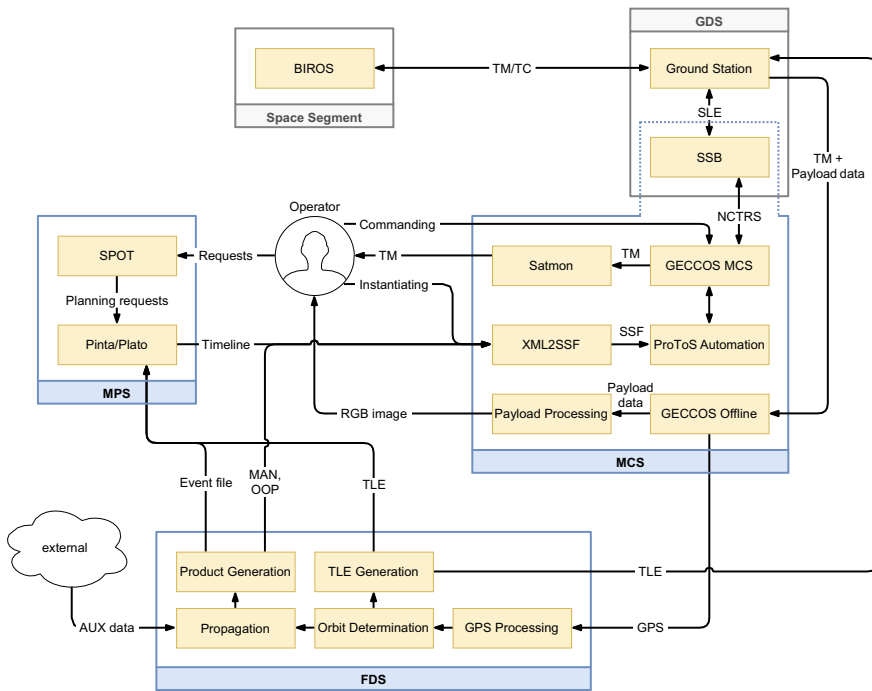 GDS
BIROS
TM/TC
Ground Station
Space Segment
SLE
SSB
TM +
Payload data
Operator
Commanding
NCTRS
SPOT
Requests
TM
Satmon
TM
GECCOS MCS
Instantiating
Planning requests
Pinta/Plato
Timeline
XML2SSF
SSF
ProToS Automation
MPS
RGB image
Payload Processing
Payload
data
GECCOS Offline
MCS
Event file
MAN,
OOP
TLE
external
Product Generation
TLE Generation
TLE
AUX data
Propagation
Orbit Determination
GPS Processing
GPS
FDS